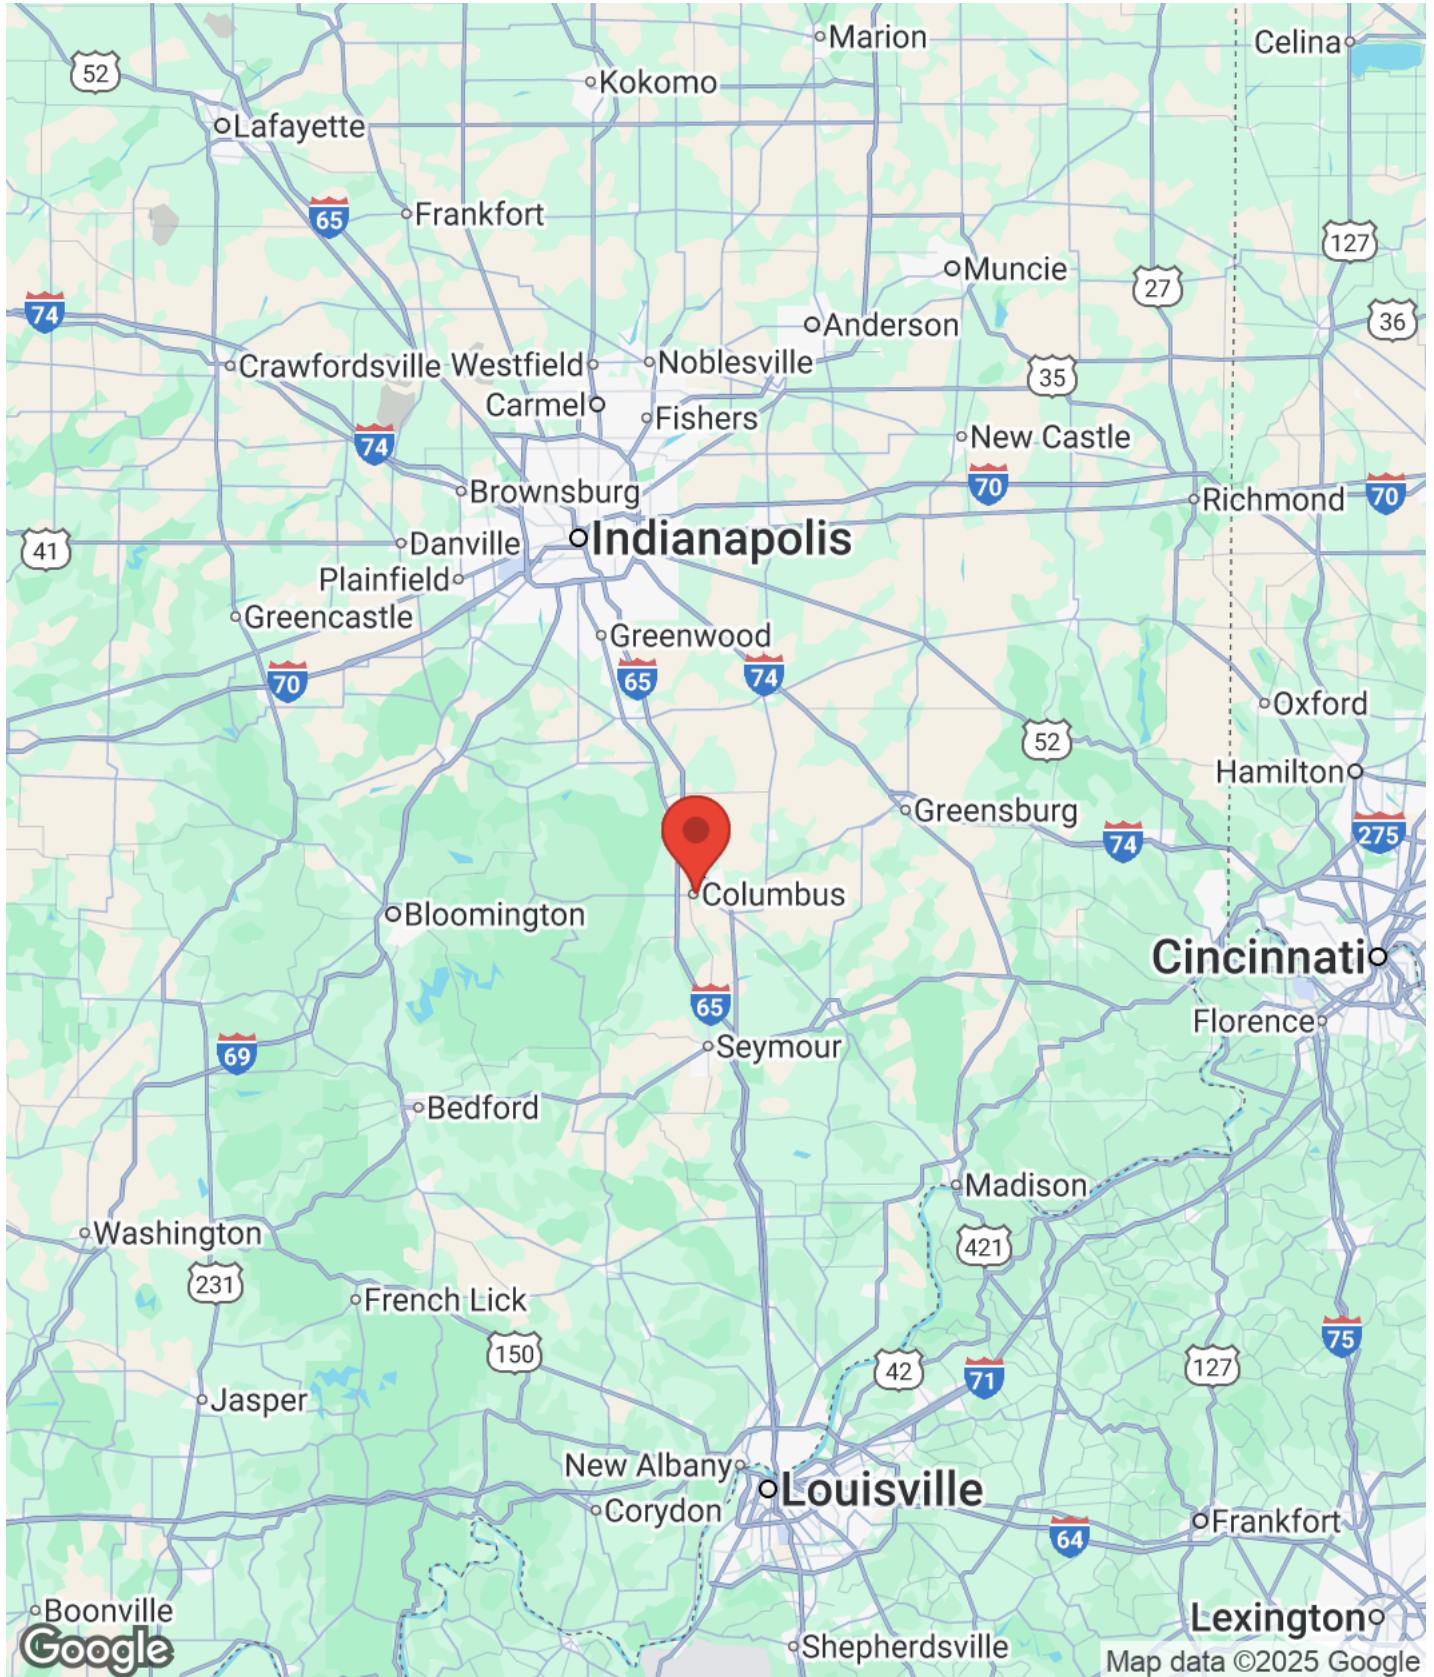 Marion
Celina
52
Kokomo
Lafayette
65
Frankfort
127
Muncie
27
74
36
Anderson
Crawfordsville
Westfield
Noblesville
35
Carmel
Fishers
74
New Castle
70
Brownsburg
70
Richmond
41
Danville
Indianapolis
Plainfield
Greencastle
Greenwood
70
65
74
Oxford
52
Hamilton
Greensburg
74
275
Columbus
Bloomington
Cincinnati
65
Florence
69
Seymour
Bedford
Madison
Washington
421
231
French Lick
150
75
42
71
127
Jasper
New Albany
Louisville
Corydon
Frankfort
64
Boonville
Lexington
Google
Shepherdsville
Map data ©2025 Google